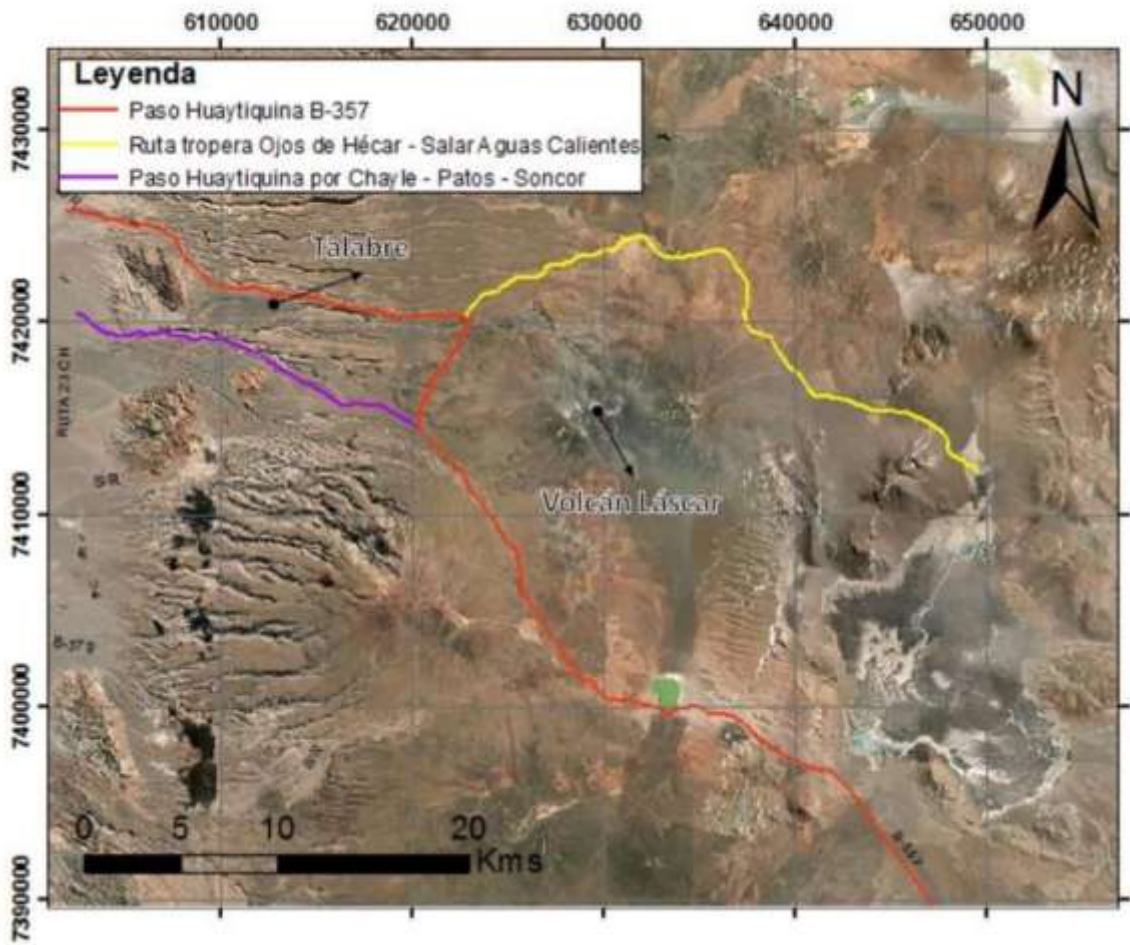 610000 620000 630000 640000 650000
Leyenda
Paso Huaytiquina B-357
Ruta tropera Ojos de Hécar - Salar Aguas Calientes
Paso Huaytiquina por Chayle - Patos - Soncor
N
7430000
Talabre
7420000
RUTA 23 CH
Volcán Láscar
7410000
B-379
7400000
B-357
0 5 10 20
Kms
7390000